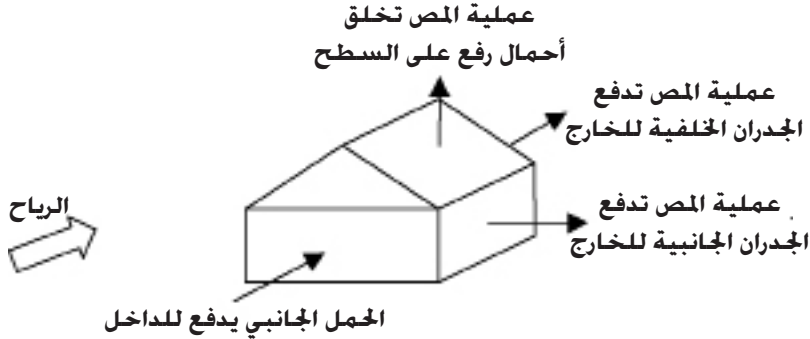 عملية المص تخلق
أحمال رفع على السطح
عملية المص تدفع
الجدران الخلفية للخارج
الرياح
عملية المص تدفع
الجدران الجانبية للخارج
الحمل الجانبي يدفع للداخل